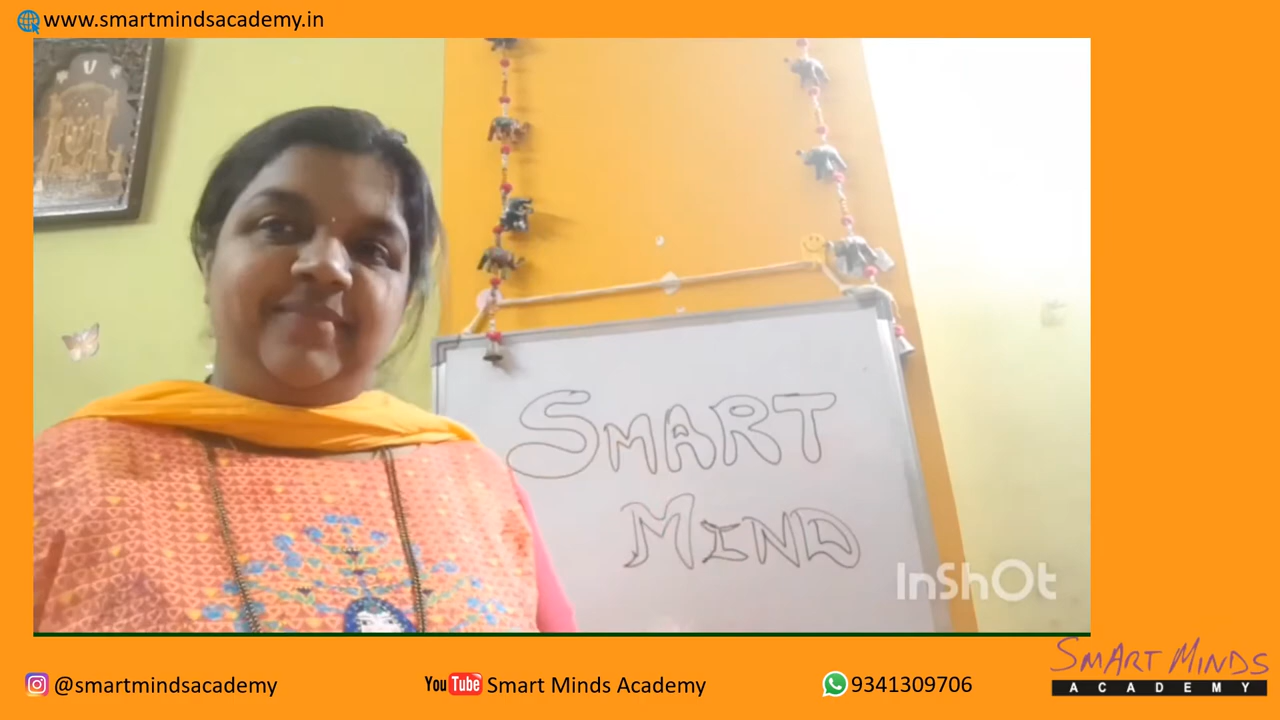 www.smartmindsacademy.in
SMART
MIND
InShOt
@smartmindsacademy
YouTube Smart Minds Academy
9341309706
SMART MINDS
ACADEMY